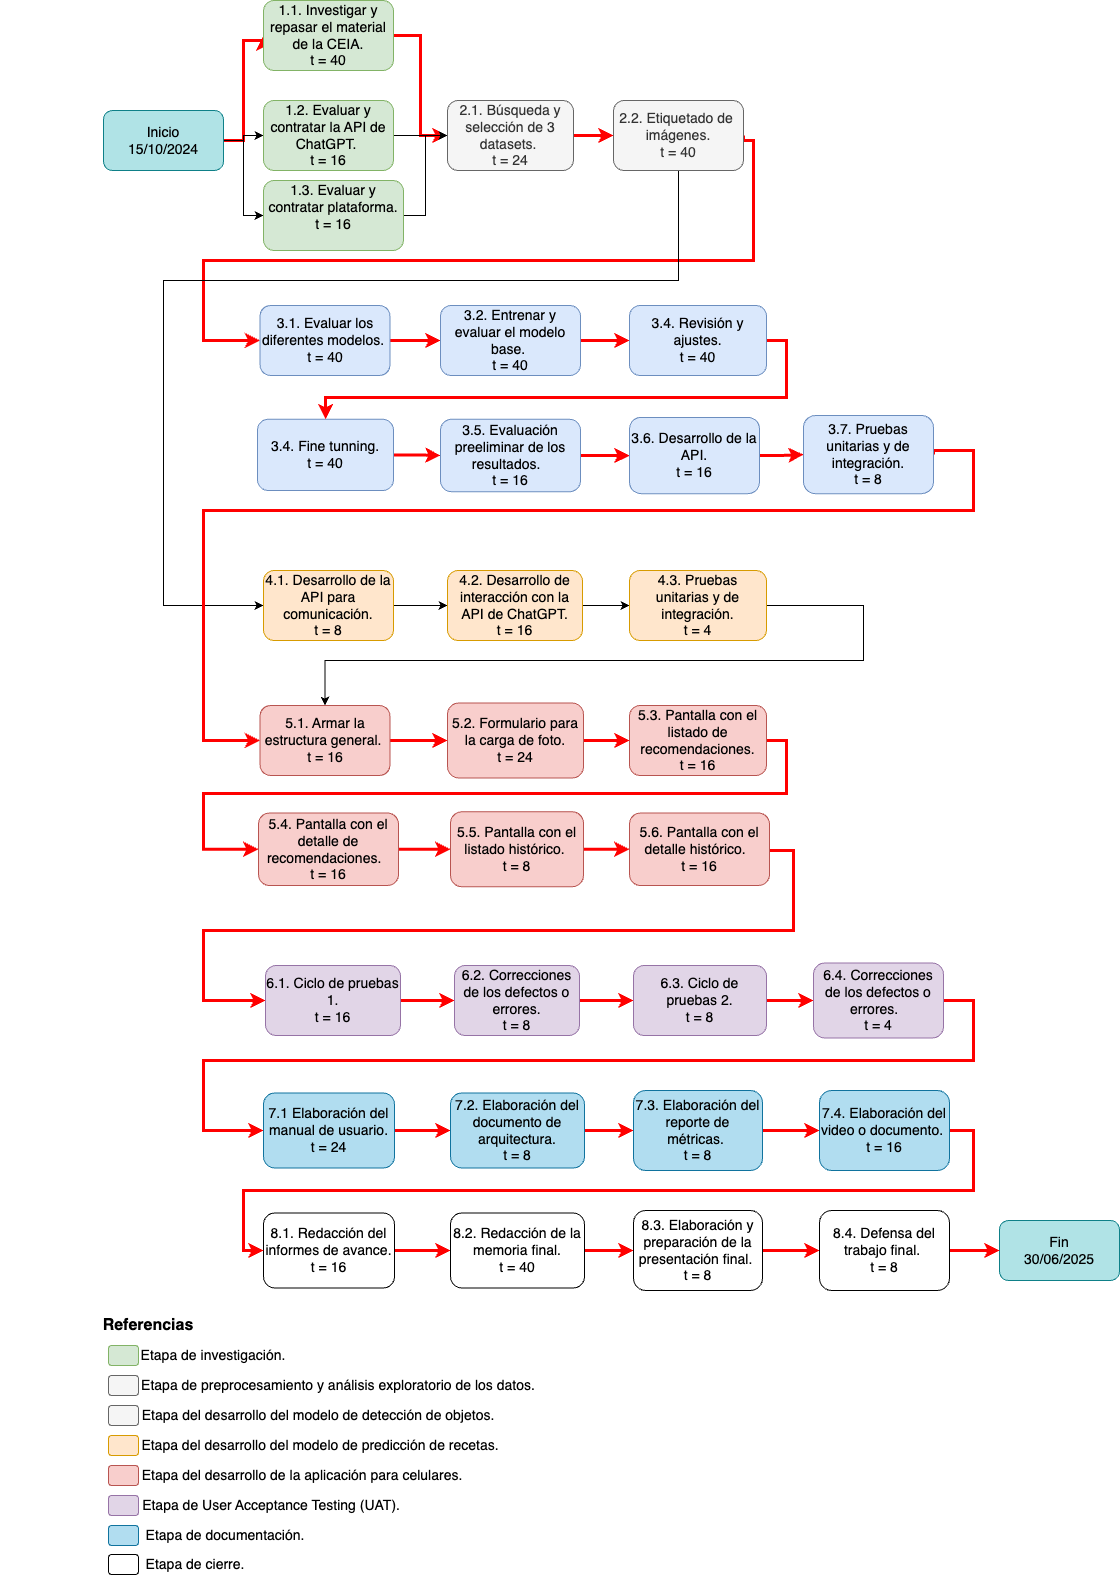 1.1. Investigar y
repasar el material
de la CEIA.
t = 40
Inicio
15/10/2024
1.2. Evaluar y
contratar la API de
ChatGPT.
t = 16
2.1. Búsqueda y
selección de 3
datasets.
t = 24
2.2. Etiquetado de
imágenes.
t = 40
1.3. Evaluar y
contratar plataforma.
t = 16
3.1. Evaluar los
diferentes modelos.
t = 40
3.2. Entrenar y
evaluar el modelo
base.
t = 40
3.4. Revisión y
ajustes.
t = 40
3.4. Fine tunning.
t = 40
3.5. Evaluación
preeliminar de los
resultados.
t = 16
3.6. Desarrollo de la
API.
t = 16
3.7. Pruebas
unitarias y de
integración.
t = 8
4.1. Desarrollo de la
API para
comunicación.
t = 8
4.2. Desarrollo de
interacción con la
API de ChatGPT.
t = 16
4.3. Pruebas
unitarias y de
integración.
t = 4
5.1. Armar la
estructura general.
t = 16
5.2. Formulario para
la carga de foto.
t = 24
5.3. Pantalla con el
listado de
recomendaciones.
t = 16
5.4. Pantalla con el
detalle de
recomendaciones.
t = 16
5.5. Pantalla con el
listado histórico.
t = 8
5.6. Pantalla con el
detalle histórico.
t = 16
6.1. Ciclo de pruebas
1.
t = 16
6.2. Correcciones
de los defectos o
errores.
t = 8
6.3. Ciclo de
pruebas 2.
t = 8
6.4. Correcciones
de los defectos o
errores.
t = 4
7.1 Elaboración del
manual de usuario.
t = 24
7.2. Elaboración del
documento de
arquitectura.
t = 8
7.3. Elaboración del
reporte de
métricas.
t = 8
7.4. Elaboración del
video o documento.
t = 16
8.1. Redacción del
informes de avance.
t = 16
8.2. Redacción de la
memoria final.
t = 40
8.3. Elaboración y
preparación de la
presentación final.
t = 8
8.4. Defensa del
trabajo final.
t = 8
Fin
30/06/2025
Referencias
Etapa de investigación.
Etapa de preprocesamiento y análisis exploratorio de los datos.
Etapa del desarrollo del modelo de detección de objetos.
Etapa del desarrollo del modelo de predicción de recetas.
Etapa del desarrollo de la aplicación para celulares.
Etapa de User Acceptance Testing (UAT).
Etapa de documentación.
Etapa de cierre.